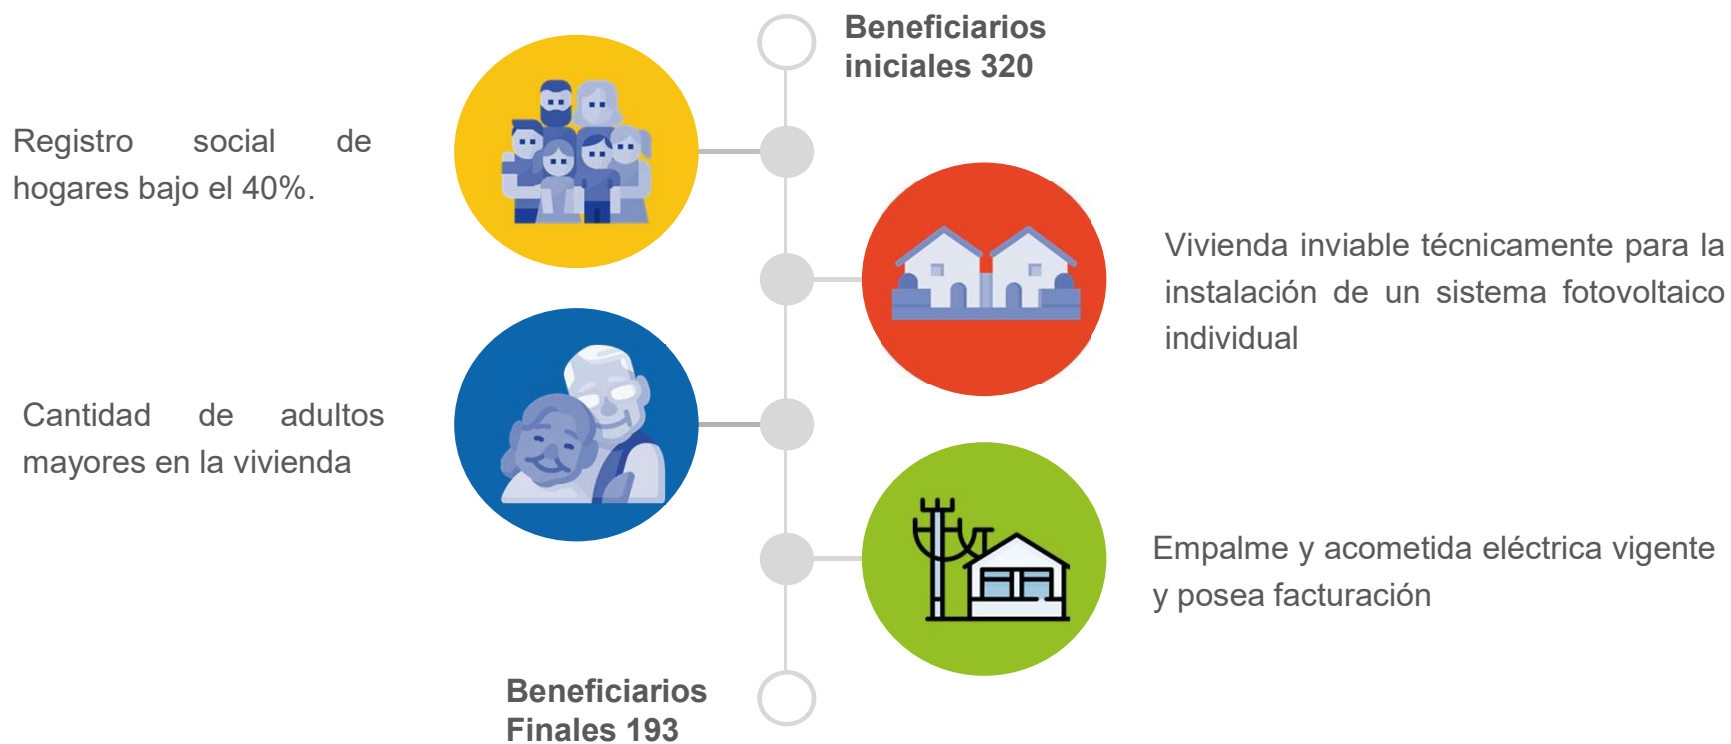 Beneficiarios
iniciales 320
Registro social de
hogares bajo el 40%.
Vivienda inviable técnicamente para la
instalación de un sistema fotovoltaico
individual
Cantidad de adultos
mayores en la vivienda
Empalme y acometida eléctrica vigente
y posea facturación
Beneficiarios
Finales 193